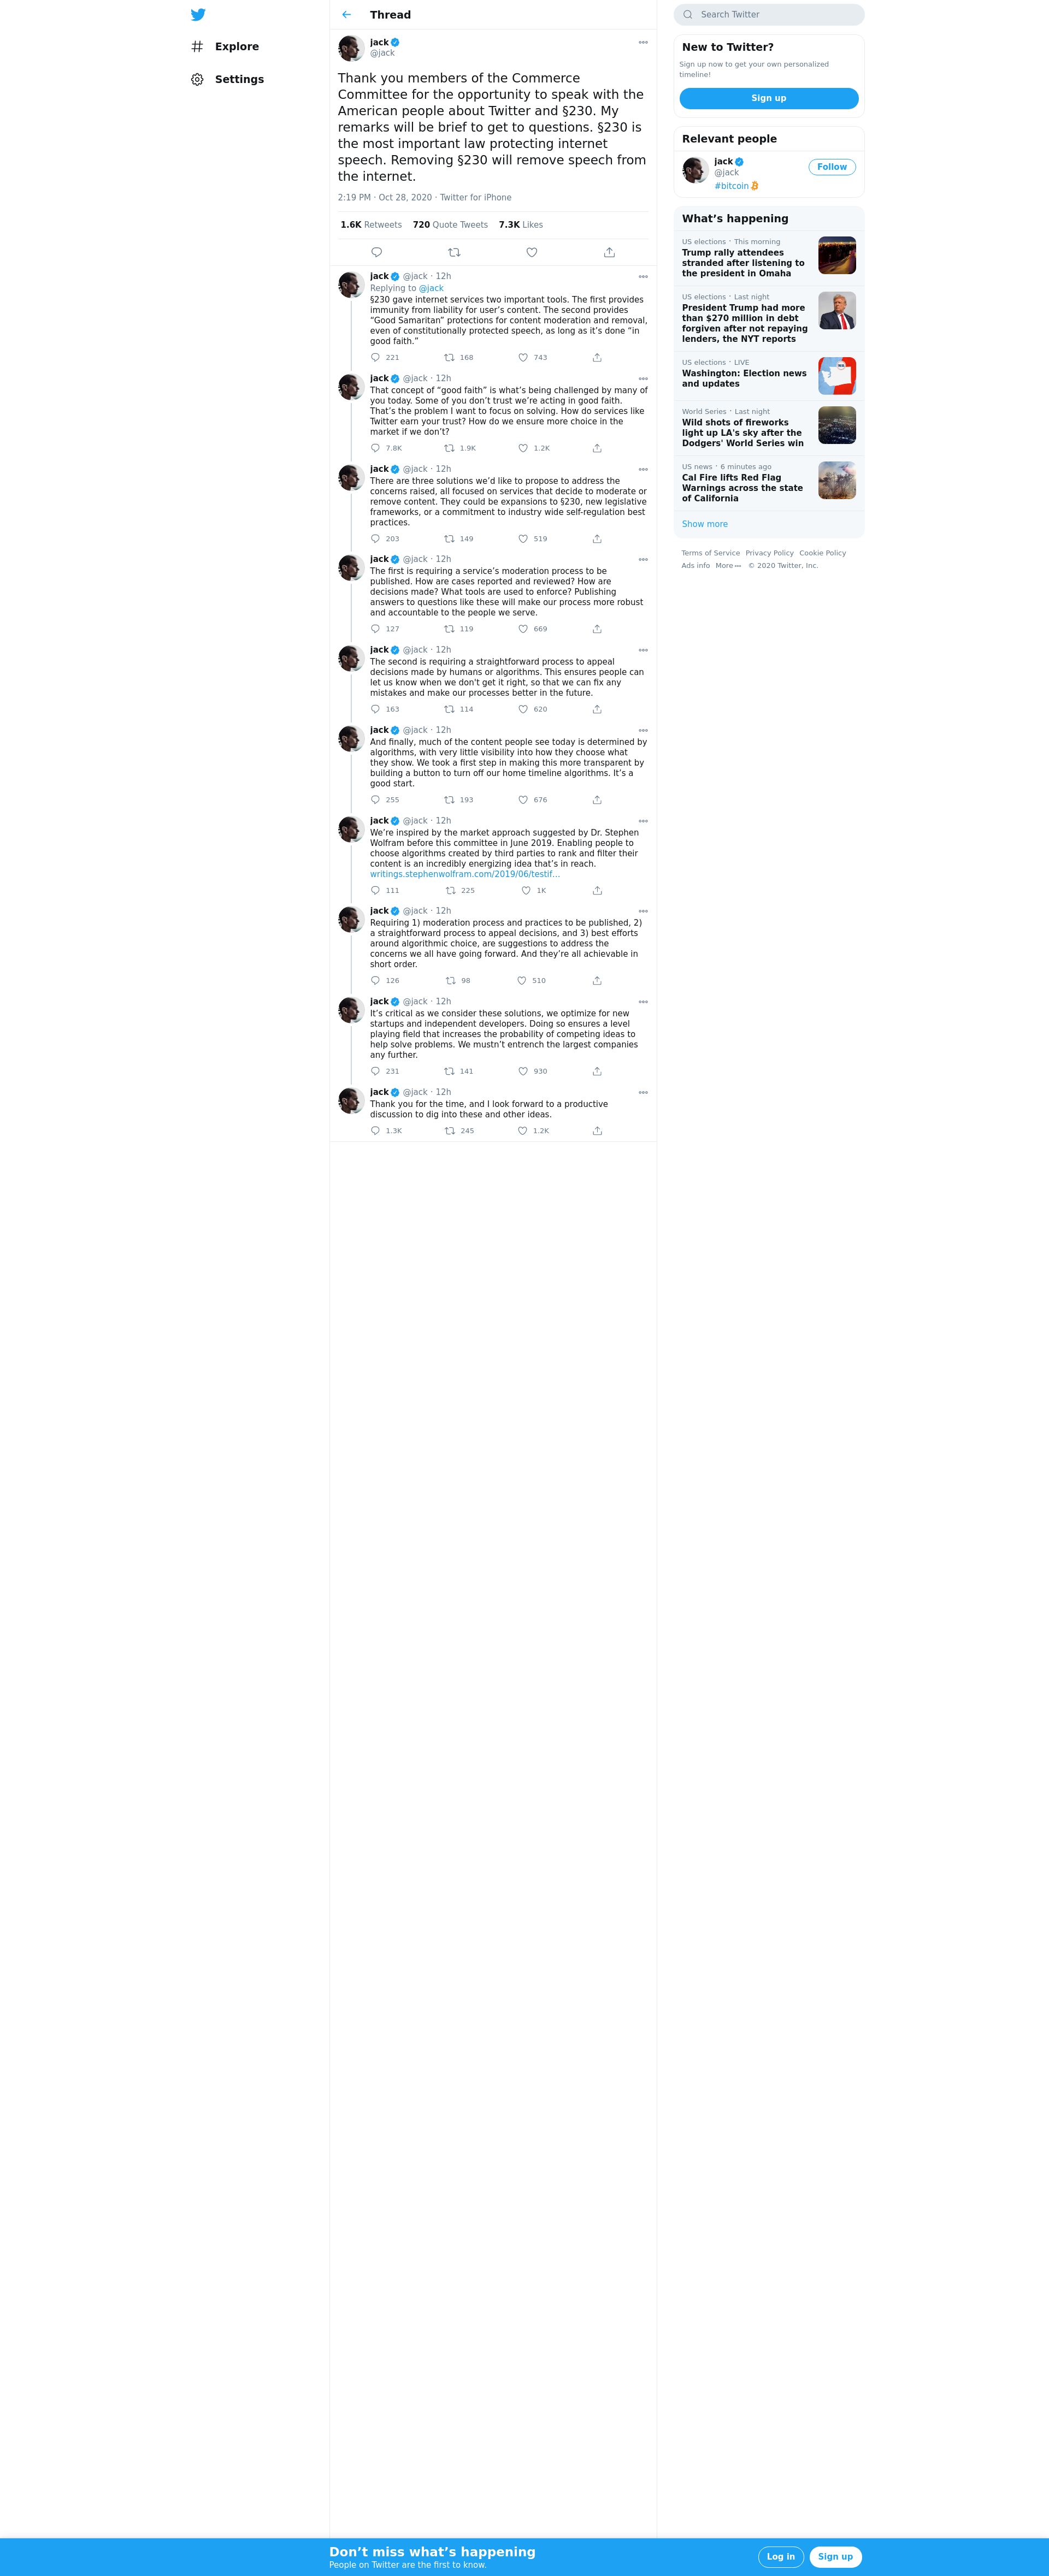 Explore
Settings
Thread
jack
@jack
Thank you members of the Commerce
Committee for the opportunity to speak with the
American people about Twitter and §230. My
remarks will be brief to get to questions. §230 is
the most important law protecting internet
speech. Removing §230 will remove speech from
the internet.
2:19 PM · Oct 28, 2020 · Twitter for iPhone
1.6K Retweets 720 Quote Tweets 7.3K Likes
jack @jack · 12h
Replying to @jack
§230 gave internet services two important tools. The first provides
immunity from liability for user’s content. The second provides
“Good Samaritan” protections for content moderation and removal,
even of constitutionally protected speech, as long as it’s done “in
good faith.”
221 168 743
jack @jack · 12h
That concept of “good faith” is what’s being challenged by many of
you today. Some of you don’t trust we’re acting in good faith.
That’s the problem I want to focus on solving. How do services like
Twitter earn your trust? How do we ensure more choice in the
market if we don’t?
7.8K 1.9K 1.2K
jack @jack · 12h
There are three solutions we’d like to propose to address the
concerns raised, all focused on services that decide to moderate or
remove content. They could be expansions to §230, new legislative
frameworks, or a commitment to industry wide self-regulation best
practices.
203 149 519
jack @jack · 12h
The first is requiring a service’s moderation process to be
published. How are cases reported and reviewed? How are
decisions made? What tools are used to enforce? Publishing
answers to questions like these will make our process more robust
and accountable to the people we serve.
127 119 669
jack @jack · 12h
The second is requiring a straightforward process to appeal
decisions made by humans or algorithms. This ensures people can
let us know when we don't get it right, so that we can fix any
mistakes and make our processes better in the future.
163 114 620
jack @jack · 12h
And finally, much of the content people see today is determined by
algorithms, with very little visibility into how they choose what
they show. We took a first step in making this more transparent by
building a button to turn off our home timeline algorithms. It’s a
good start.
255 193 676
jack @jack · 12h
We’re inspired by the market approach suggested by Dr. Stephen
Wolfram before this committee in June 2019. Enabling people to
choose algorithms created by third parties to rank and filter their
content is an incredibly energizing idea that’s in reach.
writings.stephenwolfram.com/2019/06/testif…
111 225 1K
jack @jack · 12h
Requiring 1) moderation process and practices to be published, 2)
a straightforward process to appeal decisions, and 3) best efforts
around algorithmic choice, are suggestions to address the
concerns we all have going forward. And they’re all achievable in
short order.
126 98 510
jack @jack · 12h
It’s critical as we consider these solutions, we optimize for new
startups and independent developers. Doing so ensures a level
playing field that increases the probability of competing ideas to
help solve problems. We mustn’t entrench the largest companies
any further.
231 141 930
jack @jack · 12h
Thank you for the time, and I look forward to a productive
discussion to dig into these and other ideas.
1.3K 245 1.2K
Search Twitter
New to Twitter?
Sign up now to get your own personalized
timeline!
Sign up
Relevant people
jack
@jack
Follow
#bitcoin
What’s happening
US elections · This morning
Trump rally attendees
stranded after listening to
the president in Omaha
US elections · Last night
President Trump had more
than $270 million in debt
forgiven after not repaying
lenders, the NYT reports
US elections · LIVE
Washington: Election news
and updates
World Series · Last night
Wild shots of fireworks
light up LA's sky after the
Dodgers' World Series win
US news · 6 minutes ago
Cal Fire lifts Red Flag
Warnings across the state
of California
Show more
Terms of Service Privacy Policy Cookie Policy
Ads info More © 2020 Twitter, Inc.
Don’t miss what’s happening
People on Twitter are the first to know.
Log in
Sign up